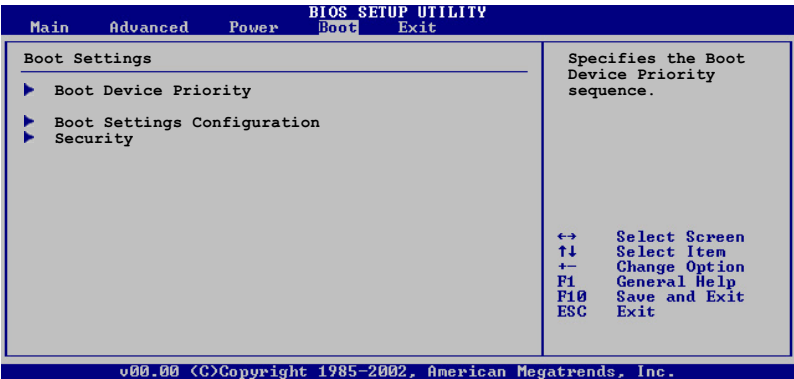 BIOS SETUP UTILITY
Main Advanced Power Boot Exit
Boot Settings
Boot Device Priority
Boot Settings Configuration
Security
Specifies the Boot
Device Priority
sequence.
←→ Select Screen
↑↓ Select Item
+- Change Option
F1 General Help
F10 Save and Exit
ESC Exit
v00.00 (C)Copyright 1985-2002, American Megatrends, Inc.